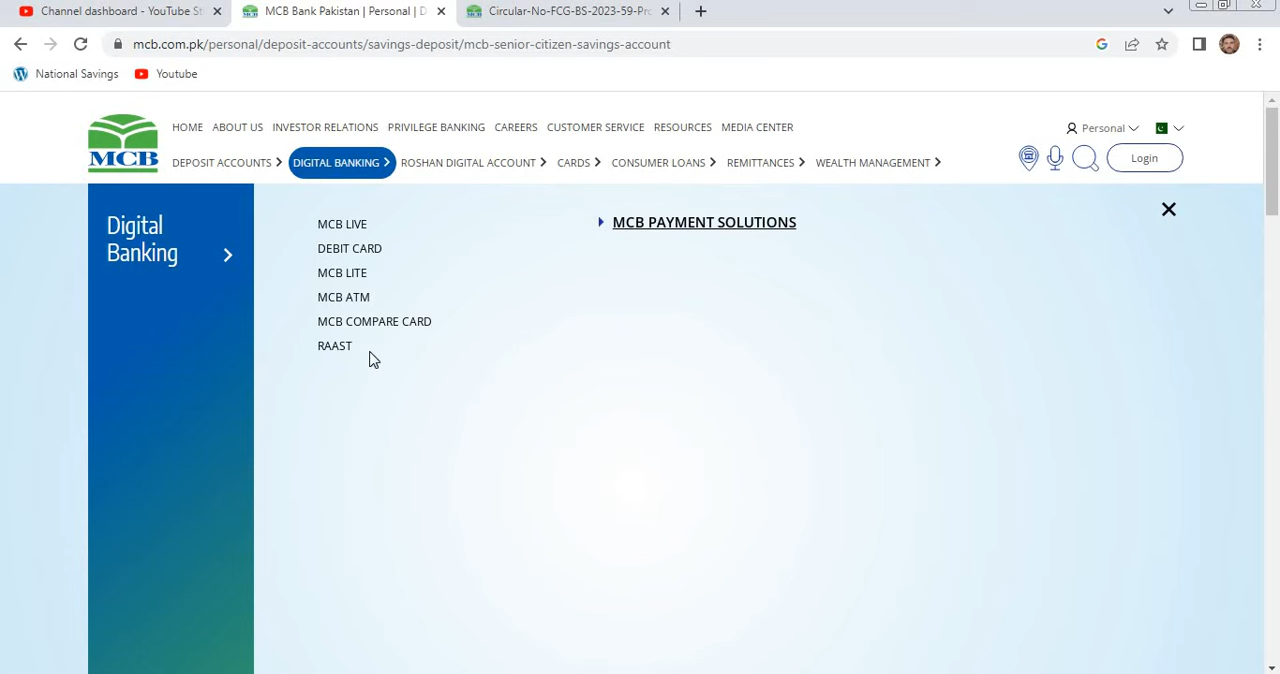 Channel dashboard - YouTube St
MCB Bank Pakistan | Personal | D
Circular-No-FCG-BS-2023-59-Pro
mcb.com.pk/personal/deposit-accounts/savings-deposit/mcb-senior-citizen-savings-account
National Savings
Youtube
MCB
HOME ABOUT US INVESTOR RELATIONS PRIVILEGE BANKING CAREERS CUSTOMER SERVICE RESOURCES MEDIA CENTER
Personal
DEPOSIT ACCOUNTS DIGITAL BANKING ROSHAN DIGITAL ACCOUNT CARDS CONSUMER LOANS REMITTANCES WEALTH MANAGEMENT
Login
Digital
Banking
MCB LIVE
DEBIT CARD
MCB LITE
MCB ATM
MCB COMPARE CARD
RAAST
MCB PAYMENT SOLUTIONS